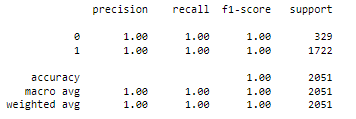 precision recall f1-score support
0 1.00 1.00 1.00 329
1 1.00 1.00 1.00 1722
accuracy 1.00 2051
macro avg 1.00 1.00 1.00 2051
weighted avg 1.00 1.00 1.00 2051